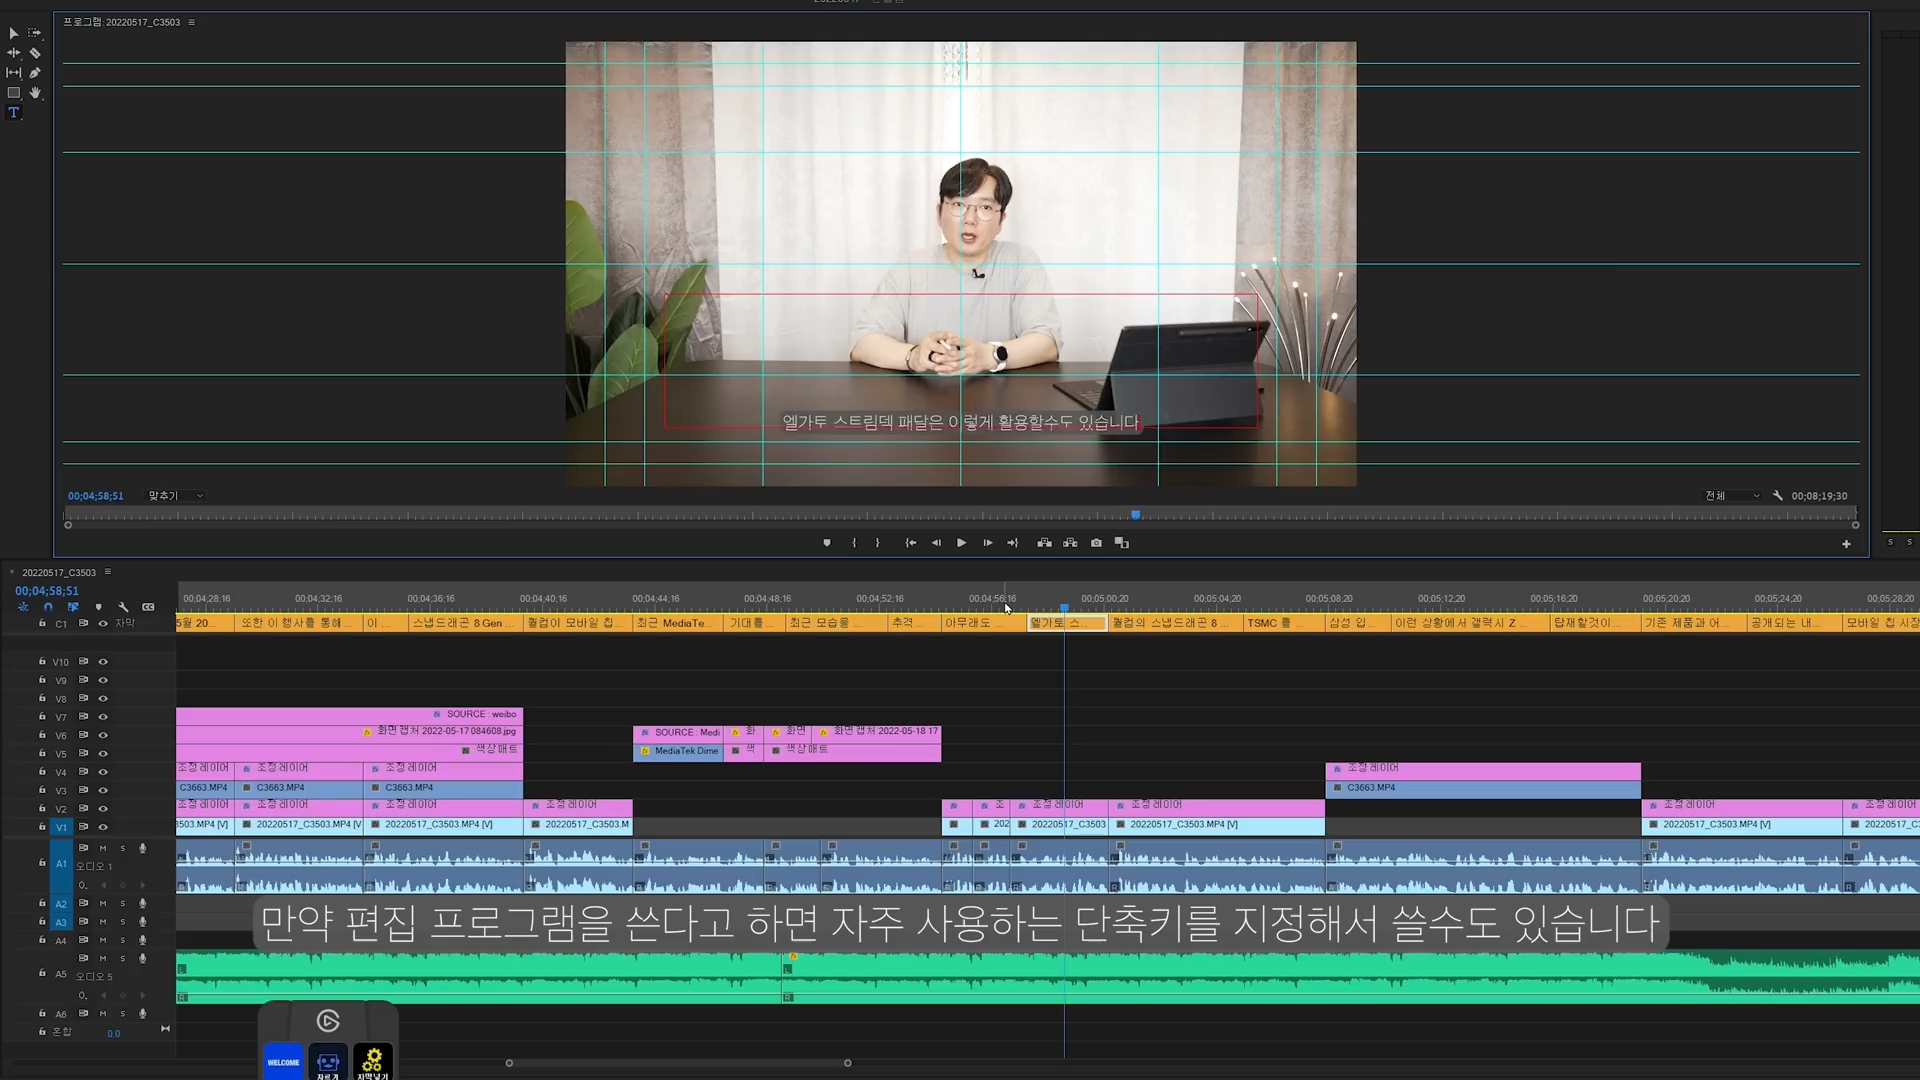 프로그램: 20220517_C3503
엘가토 스트림덱 패달은 이렇게 활용할수도 있습니다
00;04;58;51
맞추기
전체
00;08;19;30
20220517_C3503
00;04;58;51
00;04;28;16 00;04;32;16 00;04;36;16 00;04;40;16 00;04;44;16 00;04;48;16 00;04;52;16 00;04;56;16 00;05;00;20 00;05;04;20 00;05;08;20 00;05;12;20 00;05;16;20 00;05;20;20 00;05;24;20 00;05;28;20
C1 자막 5월 20... 또한 이 행사를 통해... 이 ... 스냅드래곤 8 Gen ... 퀄컴이 모바일 칩... 최근 MediaTe... 기대를... 최근 모습을 ... 추격... 아무래도 ... 엘가토 스... 퀄컴의 스냅드래곤 8 ... TSMC 를 ... 삼성 입... 이런 상황에서 갤럭시 Z ... 탑재할것이... 기존 제품과 어... 공개되는 내... 모바일 칩 시장
V10
V9
V8
V7 SOURCE : weibo
V6 화면 캡처 2022-05-17 084608.jpg SOURCE : Medi 화 화면 화면 캡처 2022-05-18 17
V5 색상 매트 MediaTek Dime 색 색상 매트
V4 조정 레이어 조정 레이어 조정 레이어 조정 레이어
V3 C3663.MP4 C3663.MP4 C3663.MP4 C3663.MP4
V2 조정 레이어 조정 레이어 조정 레이어 조정 레이어 조 조정 레이어 조정 레이어 조정 레이어 조정 레이어
V1 3503.MP4 [V] 20220517_C3503.MP4 [V 20220517_C3503.MP4 [V] 20220517_C3503.M 202 20220517_C3503 20220517_C3503.MP4 [V] 20220517_C3503.MP4 [V] 20220517_C3
M S
A1
오디오 1
A2 M S
A3 M S
만약 편집 프로그램을 쓴다고 하면 자주 사용하는 단축키를 지정해서 쓸수도 있습니다
A4 M S
M S
A5
오디오 5
A6 M S
혼합 0.0
WELCOME
자르기
자막넣기